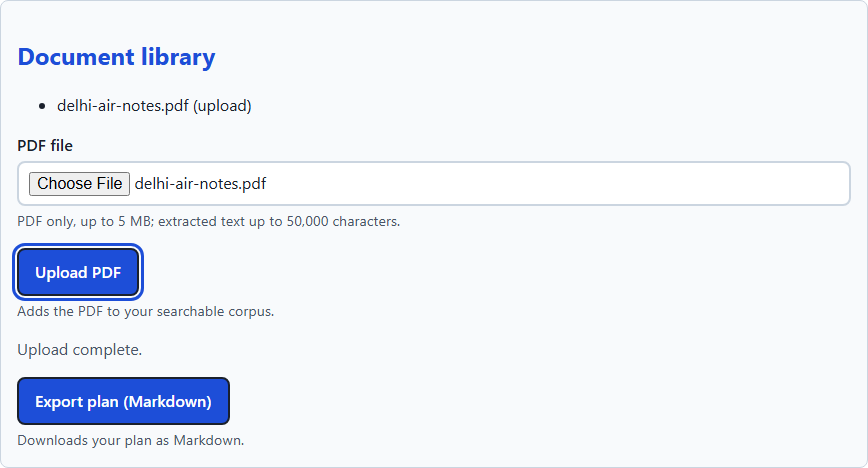 Document library
delhi-air-notes.pdf (upload)
PDF file
Choose File delhi-air-notes.pdf
PDF only, up to 5 MB; extracted text up to 50,000 characters.
Upload PDF
Adds the PDF to your searchable corpus.
Upload complete.
Export plan (Markdown)
Downloads your plan as Markdown.